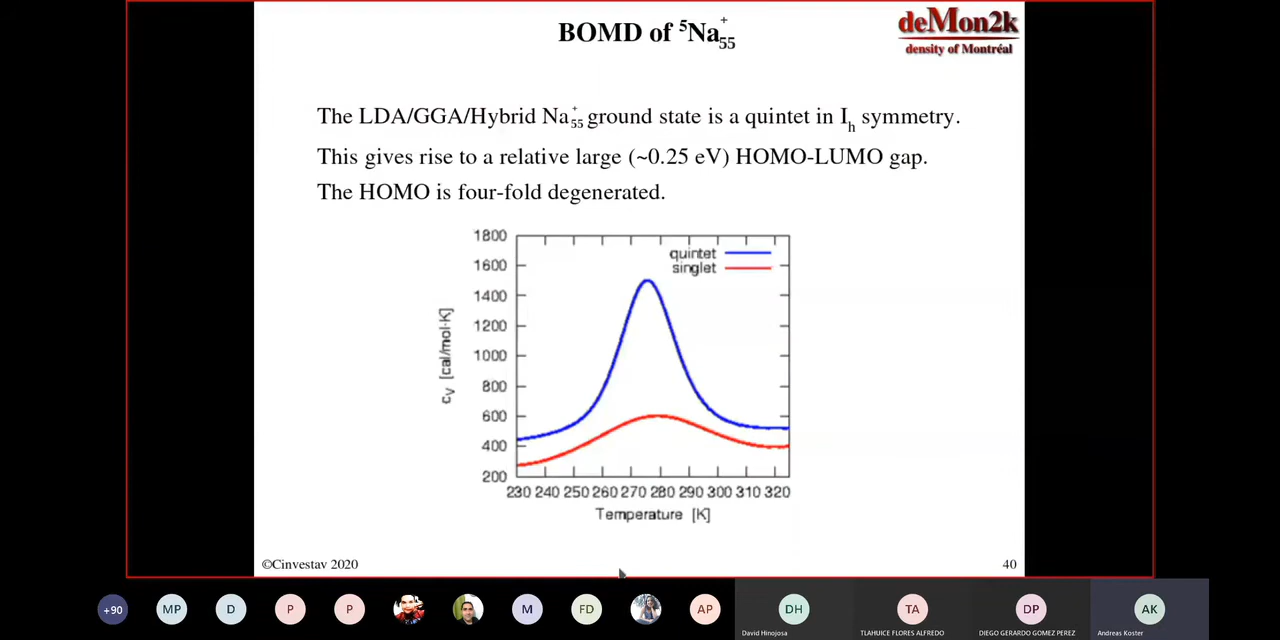 BOMD of ⁵Na₅₅⁺
deMon2k
density of Montréal
The LDA/GGA/Hybrid Na₅₅⁺ ground state is a quintet in Iₕ symmetry.
This gives rise to a relative large (~0.25 eV) HOMO-LUMO gap.
The HOMO is four-fold degenerated.
1800
1600
1400
1200
1000
800
600
400
200
cᵥ [cal/mol·K]
quintet
singlet
230 240 250 260 270 280 290 300 310 320
Temperature [K]
©Cinvestav 2020
40
+90
MP
D
P
P
M
FD
AP
DH
TA
DP
AK
David Hinojosa
TLAHUICE FLORES ALFREDO
DIEGO GERARDO GOMEZ PEREZ
Andreas Koster